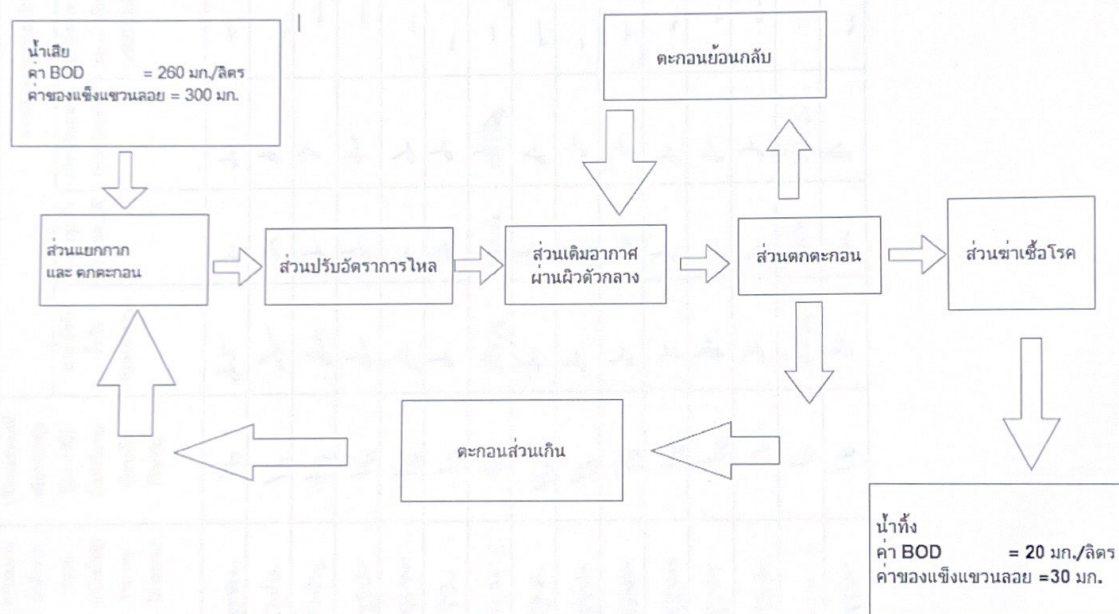 น้ำเสีย
ค่า BOD = 260 มก./ลิตร
ค่าของแข็งแขวนลอย = 300 มก.
ตะกอนย้อนกลับ
ส่วนแยกกาก
และ ตกตะกอน
ส่วนปรับอัตราการไหล
ส่วนเติมอากาศ
ผ่านผิวตัวกลาง
ส่วนตกตะกอน
ส่วนฆ่าเชื้อโรค
ตะกอนส่วนเกิน
น้ำทิ้ง
ค่า BOD = 20 มก./ลิตร
ค่าของแข็งแขวนลอย =30 มก.